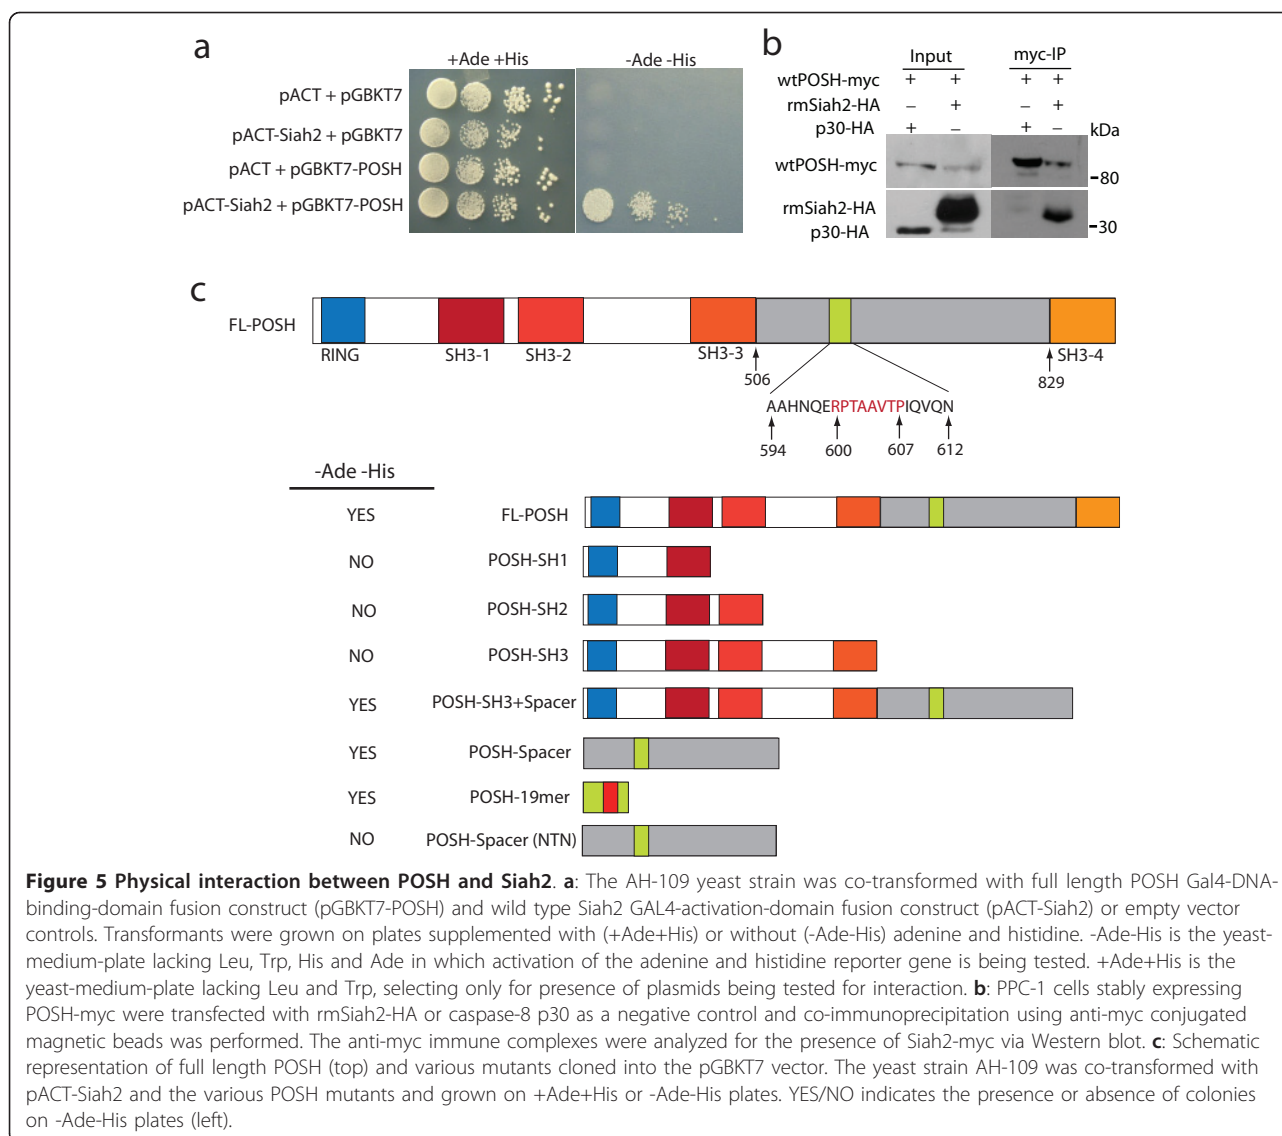 a
+Ade +His
-Ade -His
pACT + pGBKT7
pACT-Siah2 + pGBKT7
pACT + pGBKT7-POSH
pACT-Siah2 + pGBKT7-POSH
b
Input
myc-IP
wtPOSH-myc + + + +
rmSiah2-HA – + – +
p30-HA + – + –
kDa
wtPOSH-myc
80
rmSiah2-HA
p30-HA
30
c
FL-POSH
RING
SH3-1
SH3-2
SH3-3
SH3-4
506
829
AAHNQERPTAAVTPIQVQN
594
600
607
612
-Ade -His
YES FL-POSH
NO POSH-SH1
NO POSH-SH2
NO POSH-SH3
YES POSH-SH3+Spacer
YES POSH-Spacer
YES POSH-19mer
NO POSH-Spacer (NTN)
Figure 5 Physical interaction between POSH and Siah2. a: The AH-109 yeast strain was co-transformed with full length POSH Gal4-DNA-
binding-domain fusion construct (pGBKT7-POSH) and wild type Siah2 GAL4-activation-domain fusion construct (pACT-Siah2) or empty vector
controls. Transformants were grown on plates supplemented with (+Ade+His) or without (-Ade-His) adenine and histidine. -Ade-His is the yeast-
medium-plate lacking Leu, Trp, His and Ade in which activation of the adenine and histidine reporter gene is being tested. +Ade+His is the
yeast-medium-plate lacking Leu and Trp, selecting only for presence of plasmids being tested for interaction. b: PPC-1 cells stably expressing
POSH-myc were transfected with rmSiah2-HA or caspase-8 p30 as a negative control and co-immunoprecipitation using anti-myc conjugated
magnetic beads was performed. The anti-myc immune complexes were analyzed for the presence of Siah2-myc via Western blot. c: Schematic
representation of full length POSH (top) and various mutants cloned into the pGBKT7 vector. The yeast strain AH-109 was co-transformed with
pACT-Siah2 and the various POSH mutants and grown on +Ade+His or -Ade-His plates. YES/NO indicates the presence or absence of colonies
on -Ade-His plates (left).